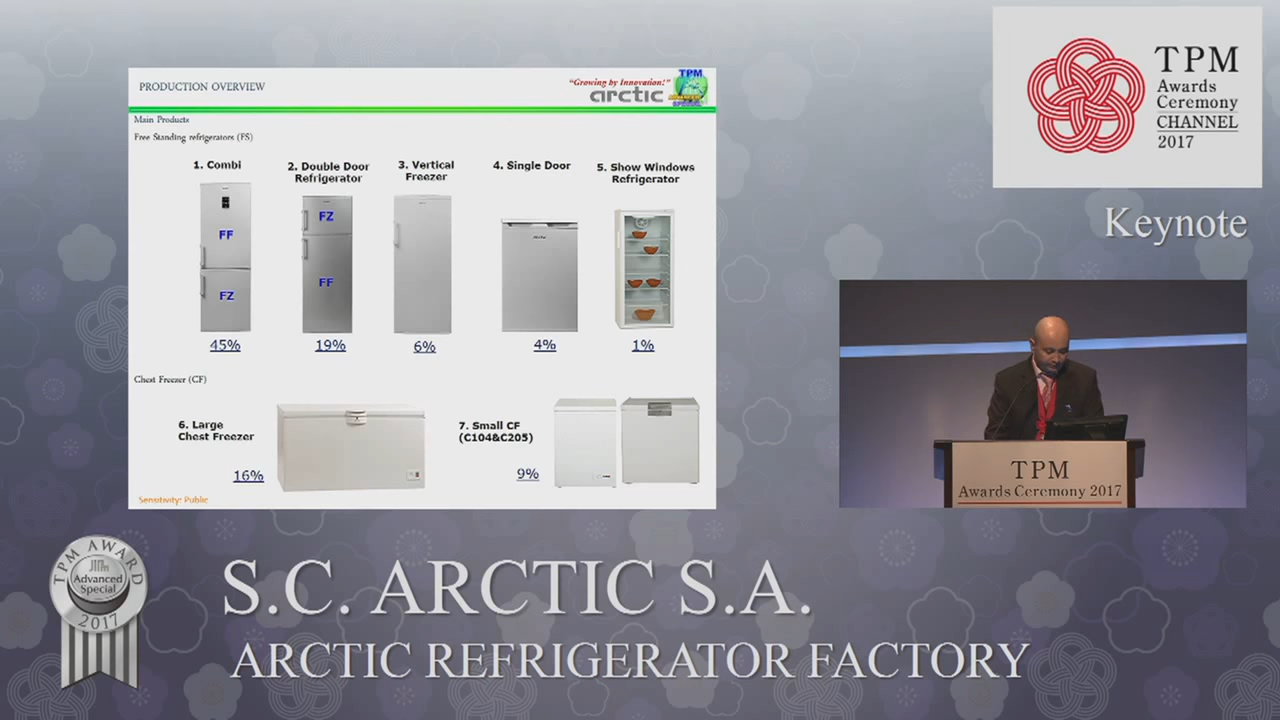 PRODUCTION OVERVIEW
"Growing by Innovation!"
arctic
TPM
Main Products
Free Standing refrigerators (FS)
1. Combi
2. Double Door
Refrigerator
3. Vertical
Freezer
4. Single Door
5. Show Windows
Refrigerator
FF
FZ
FZ
FF
45%
19%
6%
4%
1%
Chest Freezer (CF)
6. Large
Chest Freezer
16%
7. Small CF
(C104&C205)
9%
Sensitivity: Public
TPM
Awards
Ceremony
CHANNEL
2017
Keynote
TPM
Awards Ceremony 2017
TPM AWARD
Advanced
Special
2017
S.C. ARCTIC S.A.
ARCTIC REFRIGERATOR FACTORY